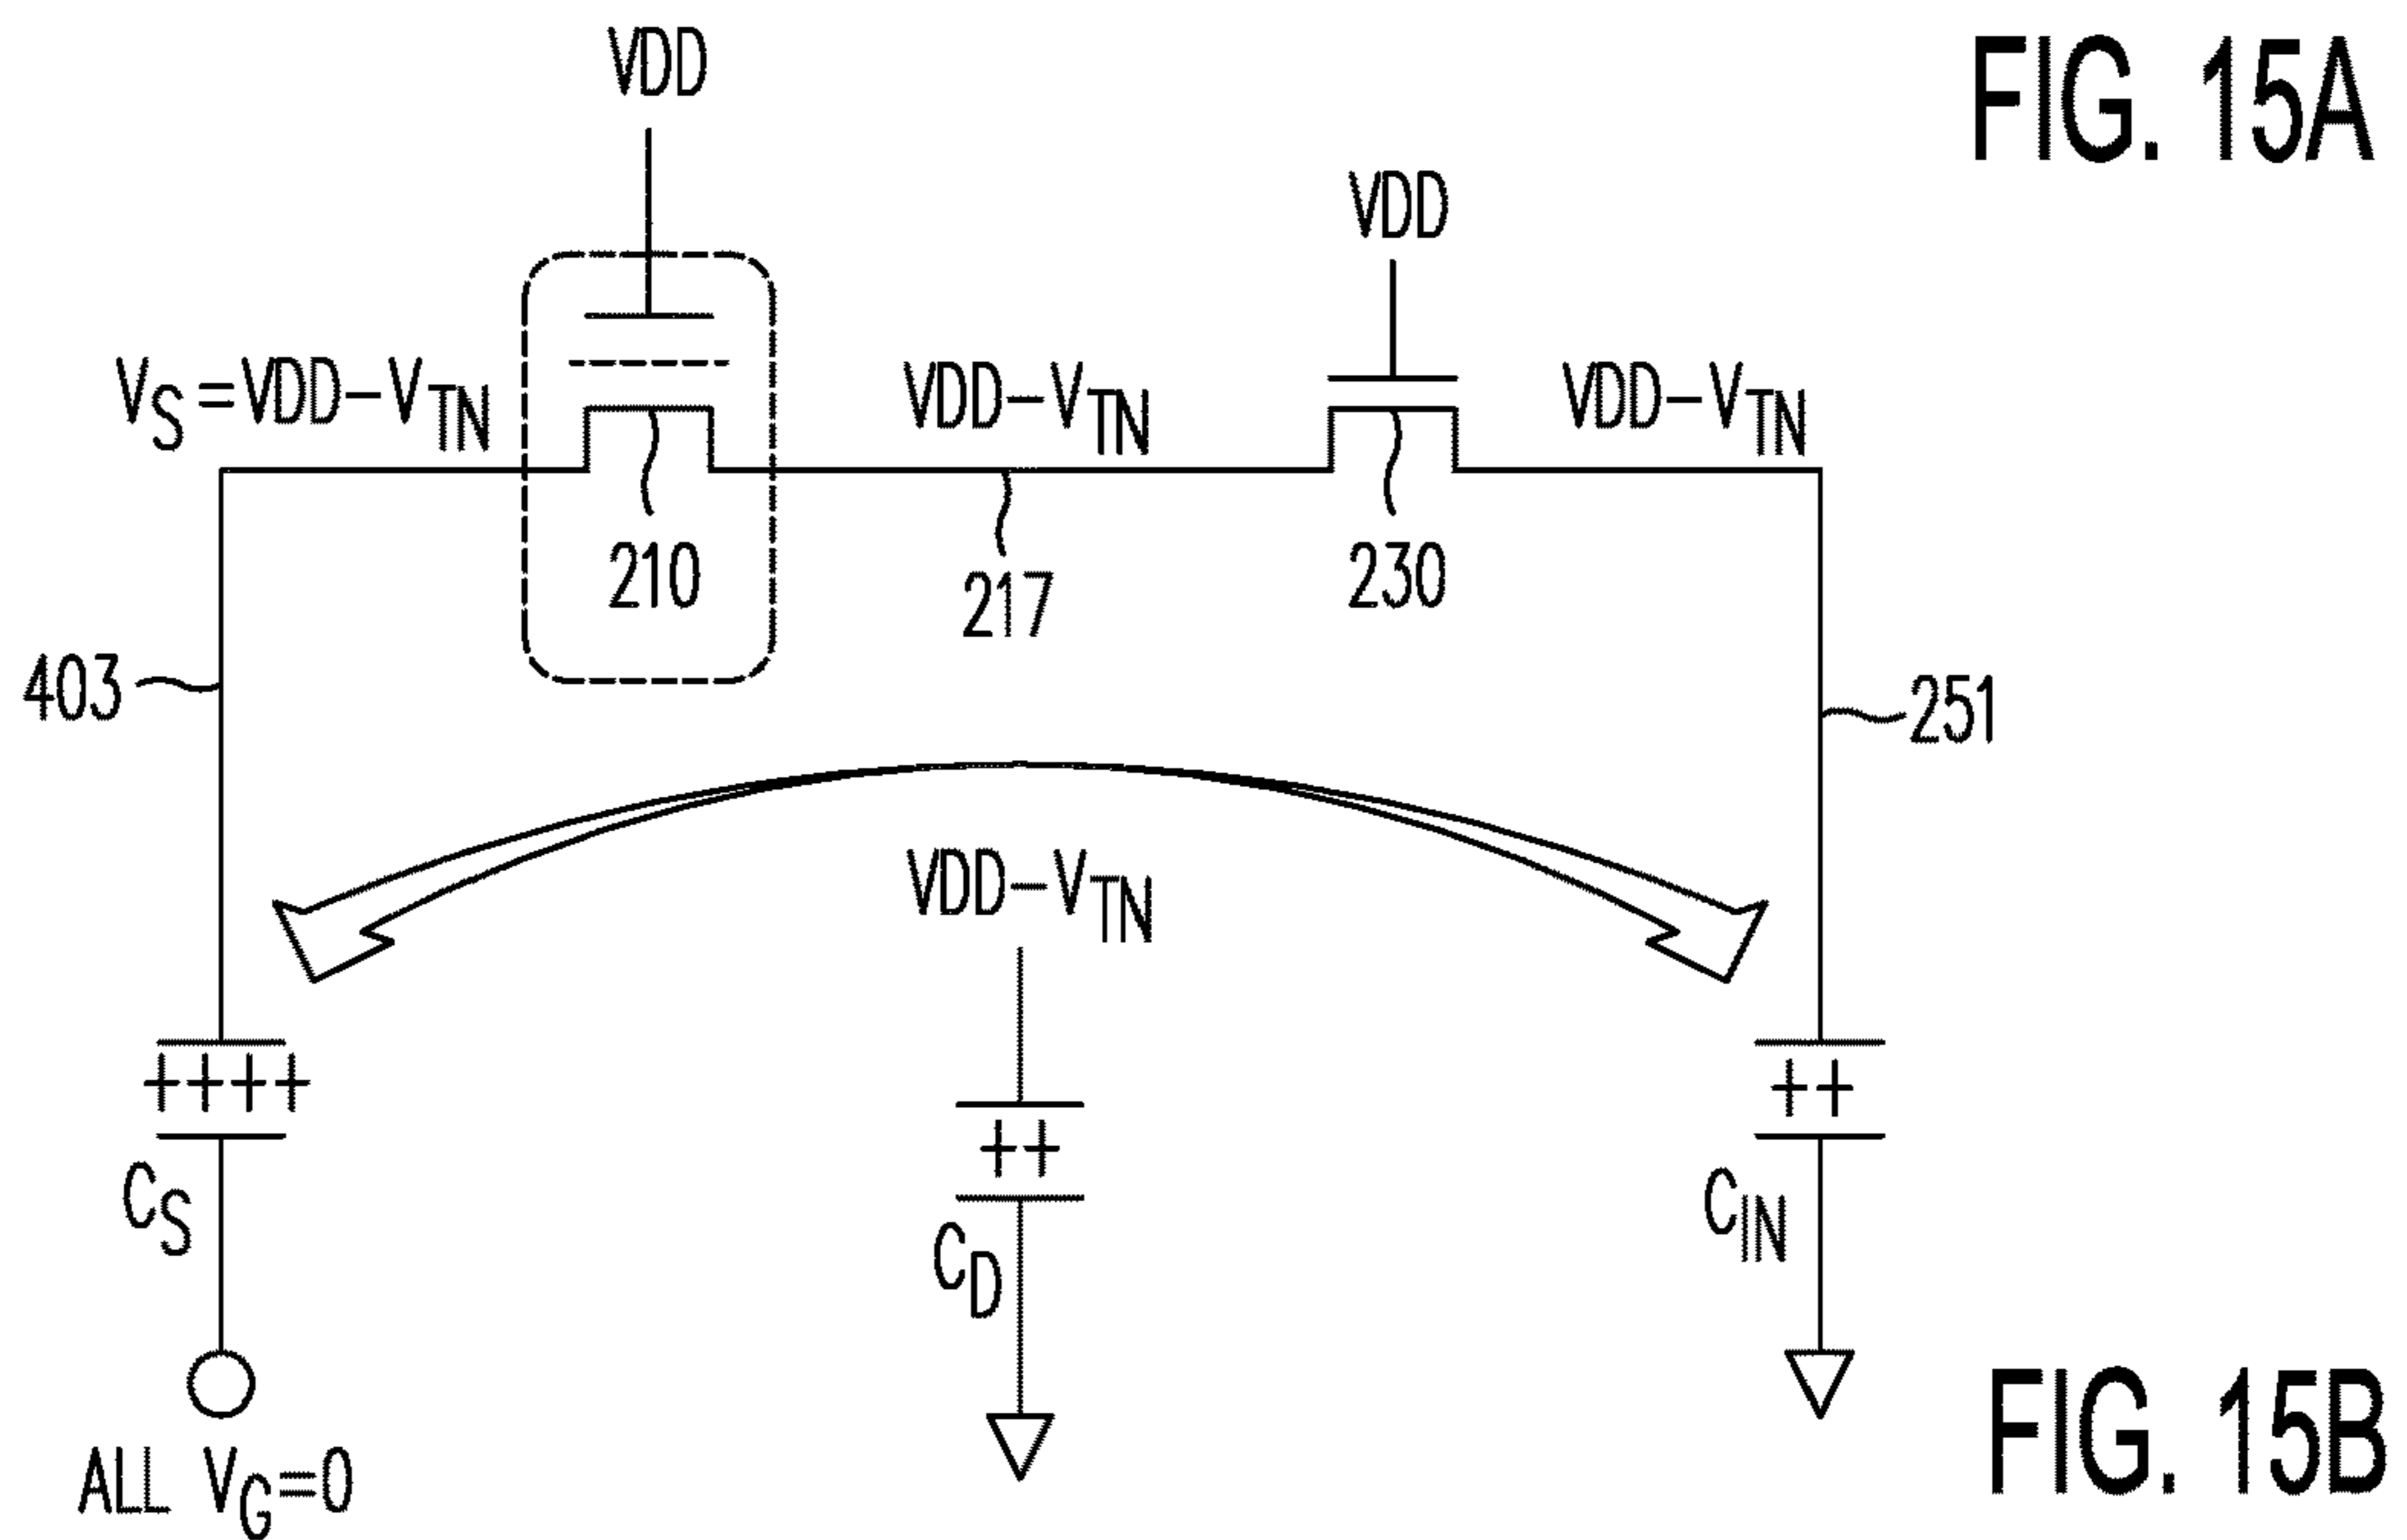 FIG. 15A
VDD
VDD
VS=VDD-VTN
VDD-VTN
VDD-VTN
210
217
230
403
251
VDD-VTN
++++
++
++
CS
CD
CIN
ALL VG=0
FIG. 15B